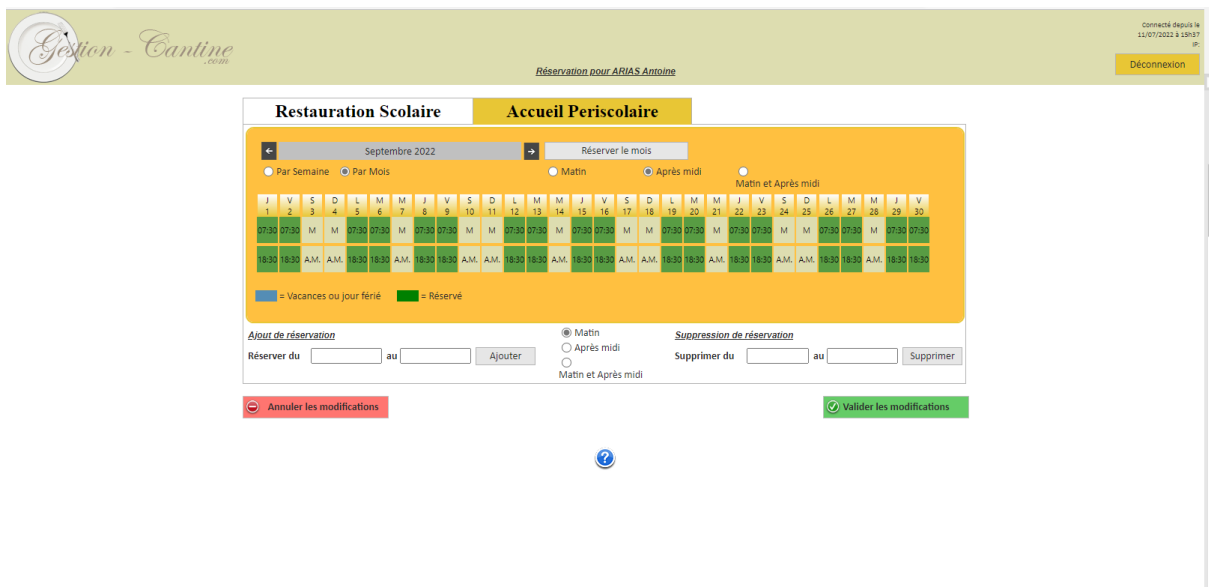 Connecté depuis le
11/07/2022 à 15h37
IP:
Gestion - Cantine
.com
Réservation pour ARIAS Antoine
Déconnexion
Restauration Scolaire Accueil Periscolaire
← Septembre 2022 → Réserver le mois
Par Semaine Par Mois Matin Après midi
Matin et Après midi
J V S D L M M J V S D L M M J V S D L M M J V S D L M M J V
1 2 3 4 5 6 7 8 9 10 11 12 13 14 15 16 17 18 19 20 21 22 23 24 25 26 27 28 29 30
07:30 07:30 M M 07:30 07:30 M 07:30 07:30 M M 07:30 07:30 M 07:30 07:30 M M 07:30 07:30 M 07:30 07:30 M M 07:30 07:30 M 07:30 07:30
18:30 18:30 A.M. A.M. 18:30 18:30 A.M. 18:30 18:30 A.M. A.M. 18:30 18:30 A.M. 18:30 18:30 A.M. A.M. 18:30 18:30 A.M. 18:30 18:30 A.M. A.M. 18:30 18:30 A.M. 18:30 18:30
= Vacances ou jour férié = Réservé
Ajout de réservation Matin Suppression de réservation
Après midi
Réserver du au Ajouter Supprimer du au Supprimer
Matin et Après midi
Annuler les modifications Valider les modifications
?